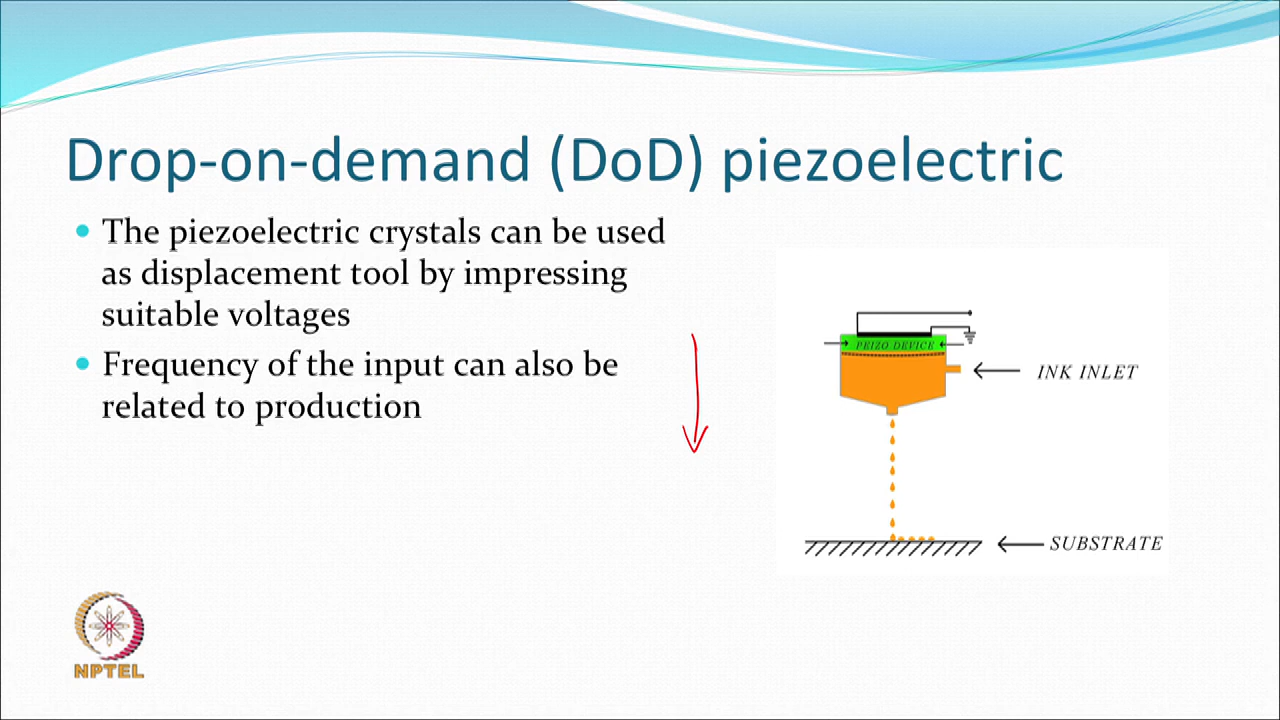 Drop-on-demand (DoD) piezoelectric
The piezoelectric crystals can be used
as displacement tool by impressing
suitable voltages
Frequency of the input can also be
related to production
PEIZO DEVICE
INK INLET
SUBSTRATE
NPTEL